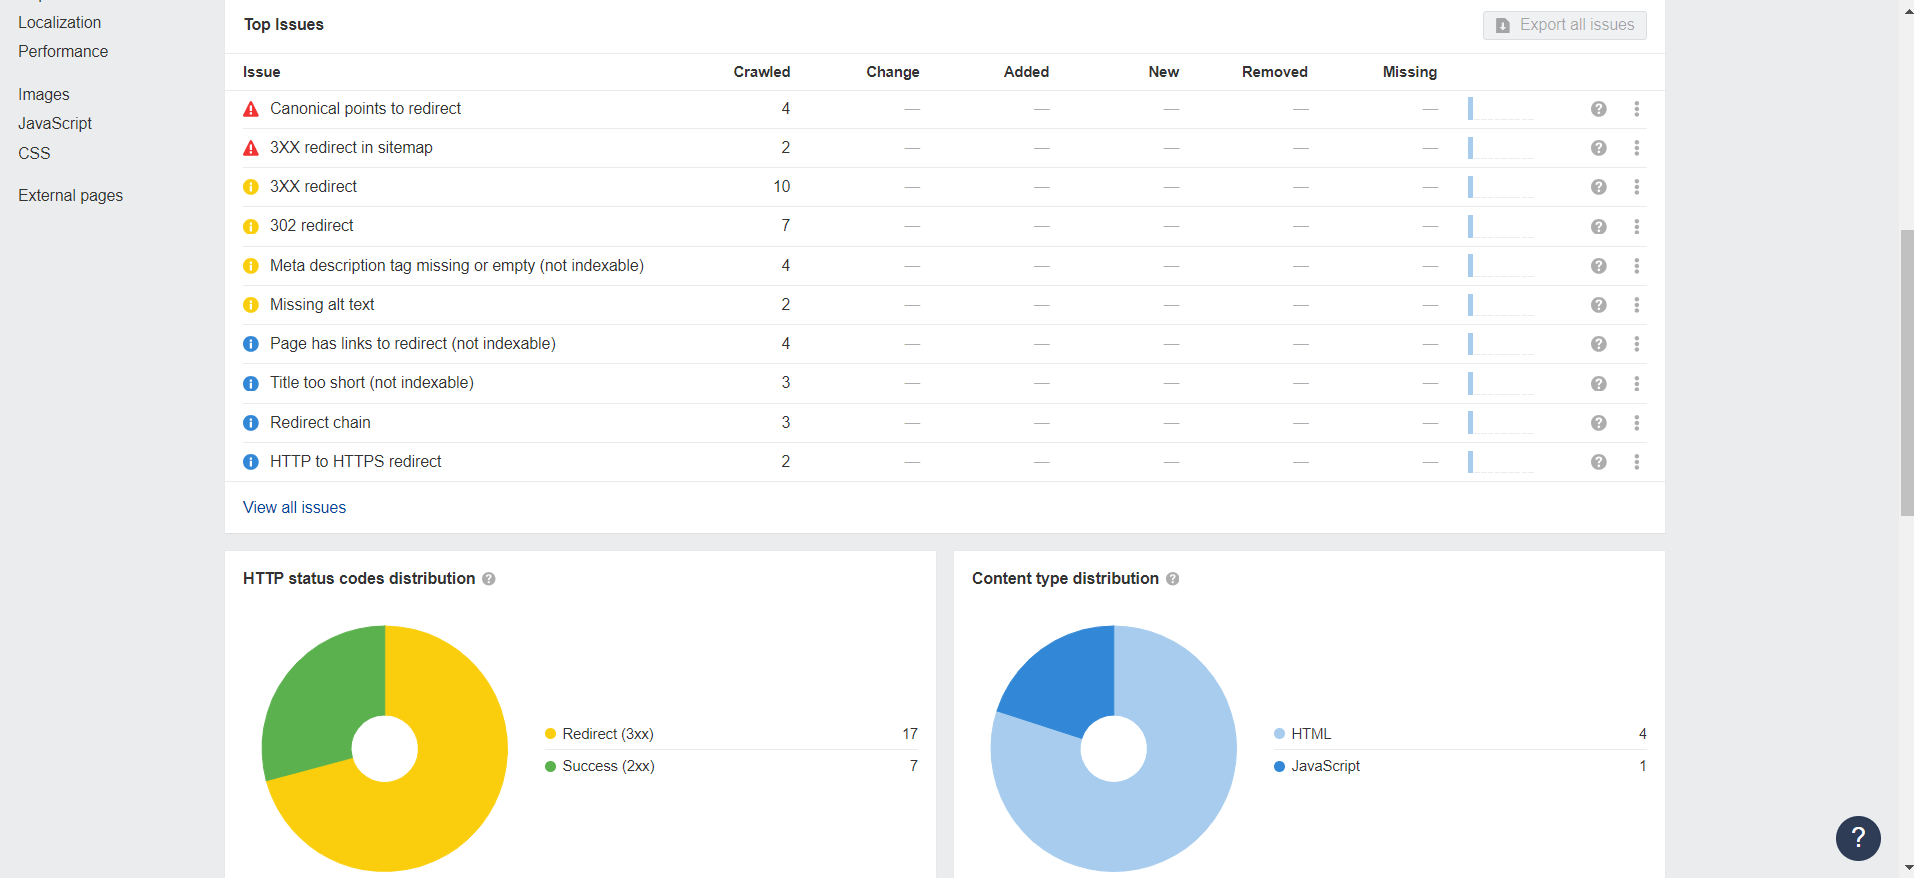 Localization
Performance
Images
JavaScript
CSS
External pages
Top Issues
Export all issues
Issue Crawled Change Added New Removed Missing
Canonical points to redirect 4 — — — — —
3XX redirect in sitemap 2 — — — — —
3XX redirect 10 — — — — —
302 redirect 7 — — — — —
Meta description tag missing or empty (not indexable) 4 — — — — —
Missing alt text 2 — — — — —
Page has links to redirect (not indexable) 4 — — — — —
Title too short (not indexable) 3 — — — — —
Redirect chain 3 — — — — —
HTTP to HTTPS redirect 2 — — — — —
View all issues
HTTP status codes distribution ?
Redirect (3xx) 17
Success (2xx) 7
Content type distribution ?
HTML 4
JavaScript 1
?